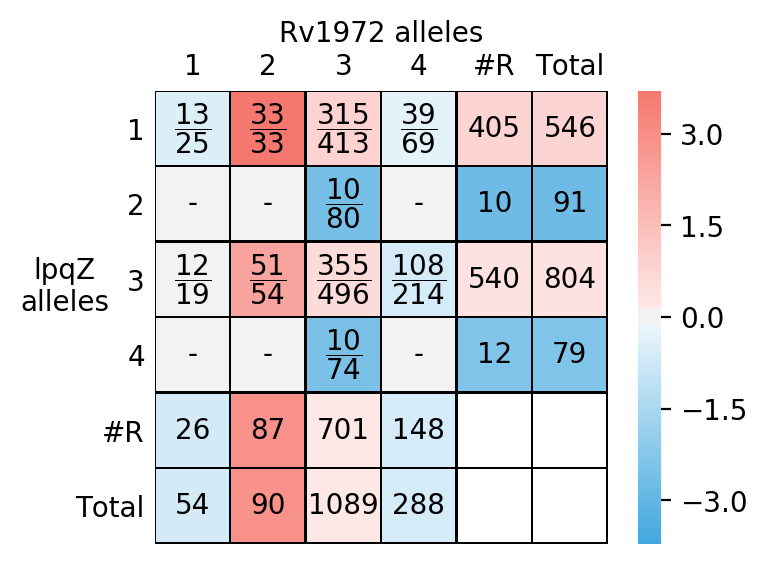 Rv1972 alleles
1 2 3 4 #R Total
1 13/25 33/33 315/413 39/69 405 546 3.0
2 - - 10/80 - 10 91 1.5
lpqZ alleles
3 12/19 51/54 355/496 108/214 540 804 0.0
4 - - 10/74 - 12 79 −1.5
#R 26 87 701 148
Total 54 90 1089 288 −3.0